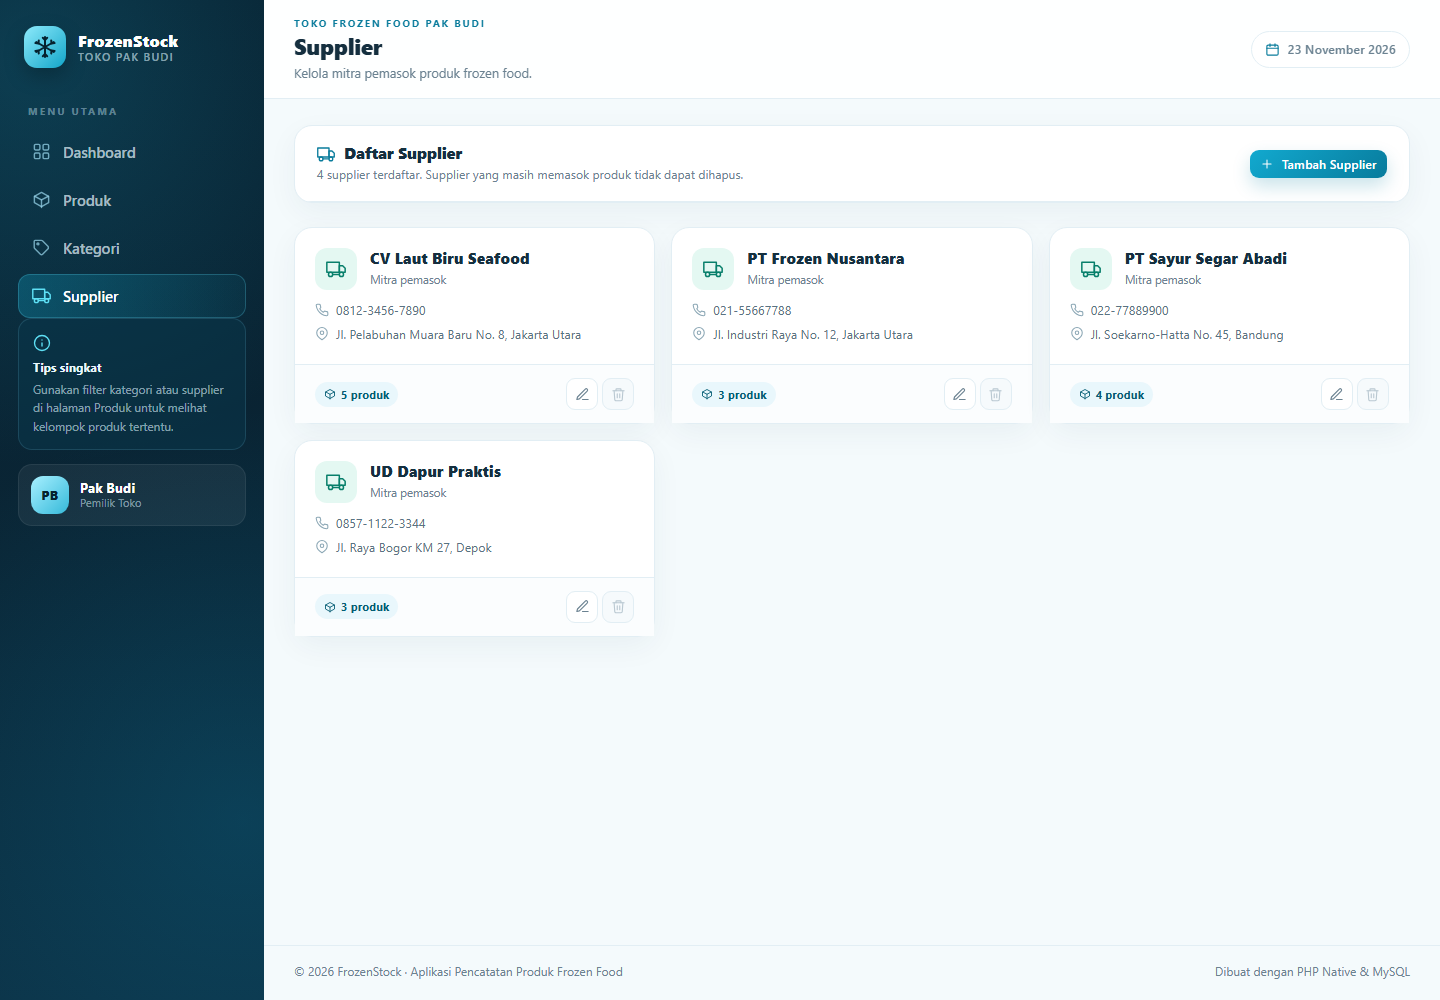 FrozenStock
TOKO PAK BUDI
MENU UTAMA
Dashboard
Produk
Kategori
Supplier
Tips singkat
Gunakan filter kategori atau supplier
di halaman Produk untuk melihat
kelompok produk tertentu.
PB
Pak Budi
Pemilik Toko
TOKO FROZEN FOOD PAK BUDI
Supplier
Kelola mitra pemasok produk frozen food.
23 November 2026
Daftar Supplier
4 supplier terdaftar. Supplier yang masih memasok produk tidak dapat dihapus.
Tambah Supplier
CV Laut Biru Seafood
Mitra pemasok
0812-3456-7890
Jl. Pelabuhan Muara Baru No. 8, Jakarta Utara
5 produk
PT Frozen Nusantara
Mitra pemasok
021-55667788
Jl. Industri Raya No. 12, Jakarta Utara
3 produk
PT Sayur Segar Abadi
Mitra pemasok
022-77889900
Jl. Soekarno-Hatta No. 45, Bandung
4 produk
UD Dapur Praktis
Mitra pemasok
0857-1122-3344
Jl. Raya Bogor KM 27, Depok
3 produk
© 2026 FrozenStock · Aplikasi Pencatatan Produk Frozen Food
Dibuat dengan PHP Native & MySQL